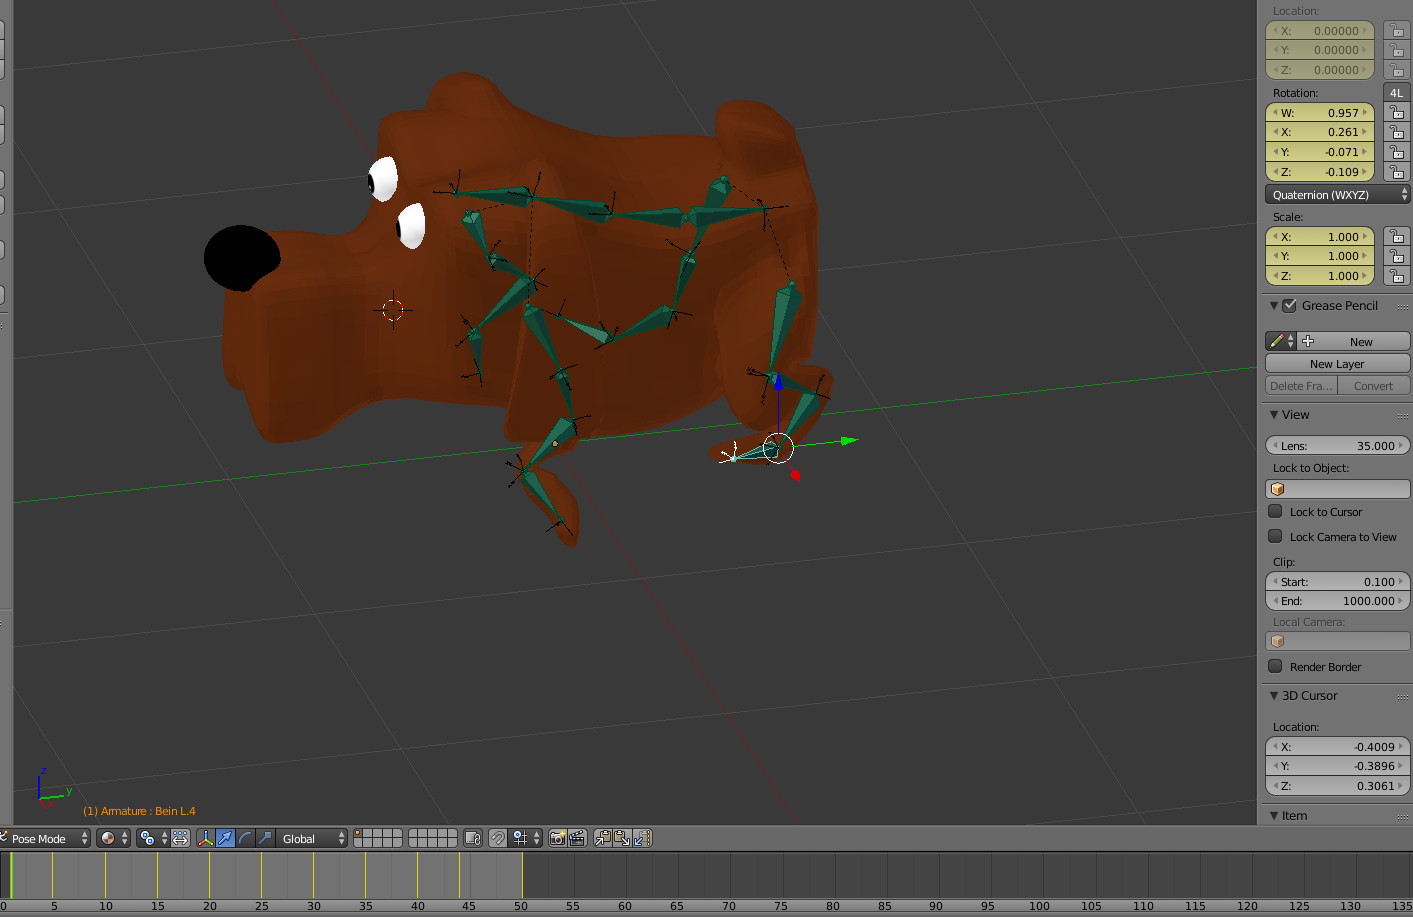 Location:
X: 0.00000
Y: 0.00000
Z: 0.00000
Rotation: 4L
W: 0.957
X: 0.261
Y: -0.071
Z: -0.109
Quaternion (WXYZ)
Scale:
X: 1.000
Y: 1.000
Z: 1.000
Grease Pencil
New
New Layer
Delete Fra... Convert
View
Lens: 35.000
Lock to Object:
Lock to Cursor
Lock Camera to View
Clip:
Start: 0.100
End: 1000.000
Local Camera:
Render Border
3D Cursor
Location:
X: -0.4009
Y: -0.3896
Z: 0.3061
Item
z
y
x
(1) Armature : Bein L.4
Pose Mode Global
0 5 10 15 20 25 30 35 40 45 50 55 60 65 70 75 80 85 90 95 100 105 110 115 120 125 130 135